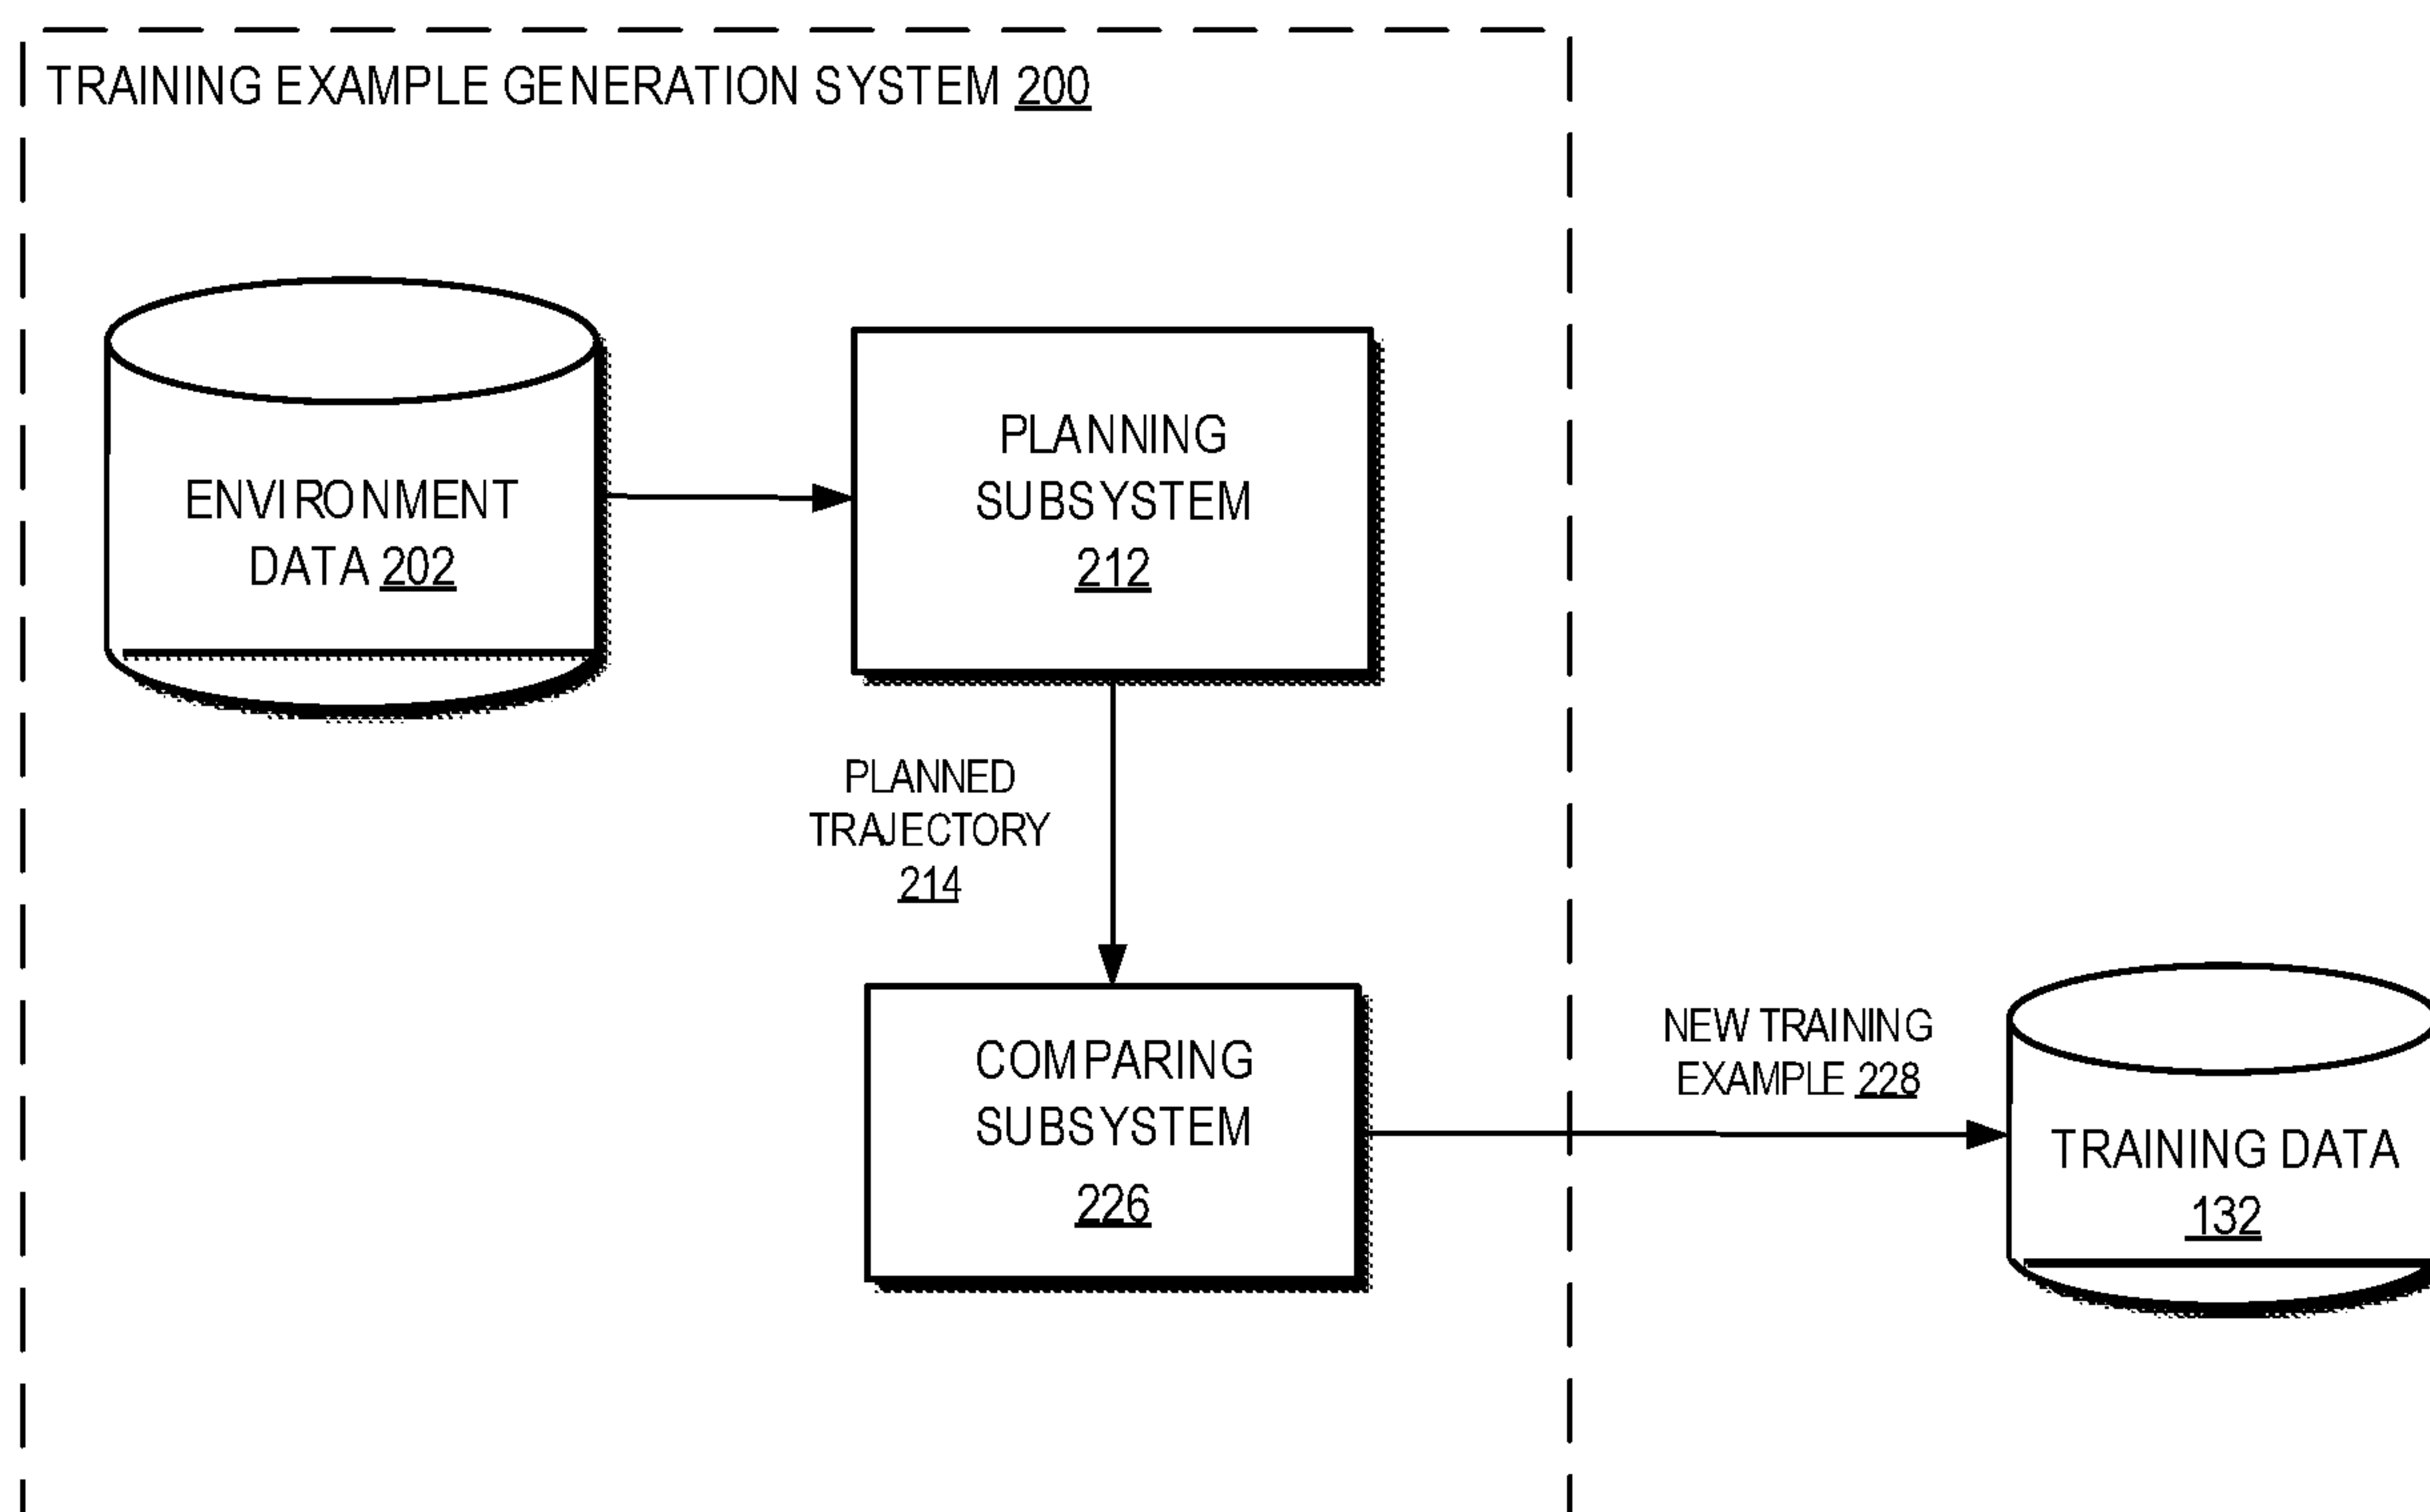 TRAINING EXAMPLE GENERATION SYSTEM 200
ENVIRONMENT
DATA 202
PLANNING
SUBSYSTEM
212
PLANNED
TRAJECTORY
214
COMPARING
SUBSYSTEM
226
NEW TRAINING
EXAMPLE 228
TRAINING DATA
132